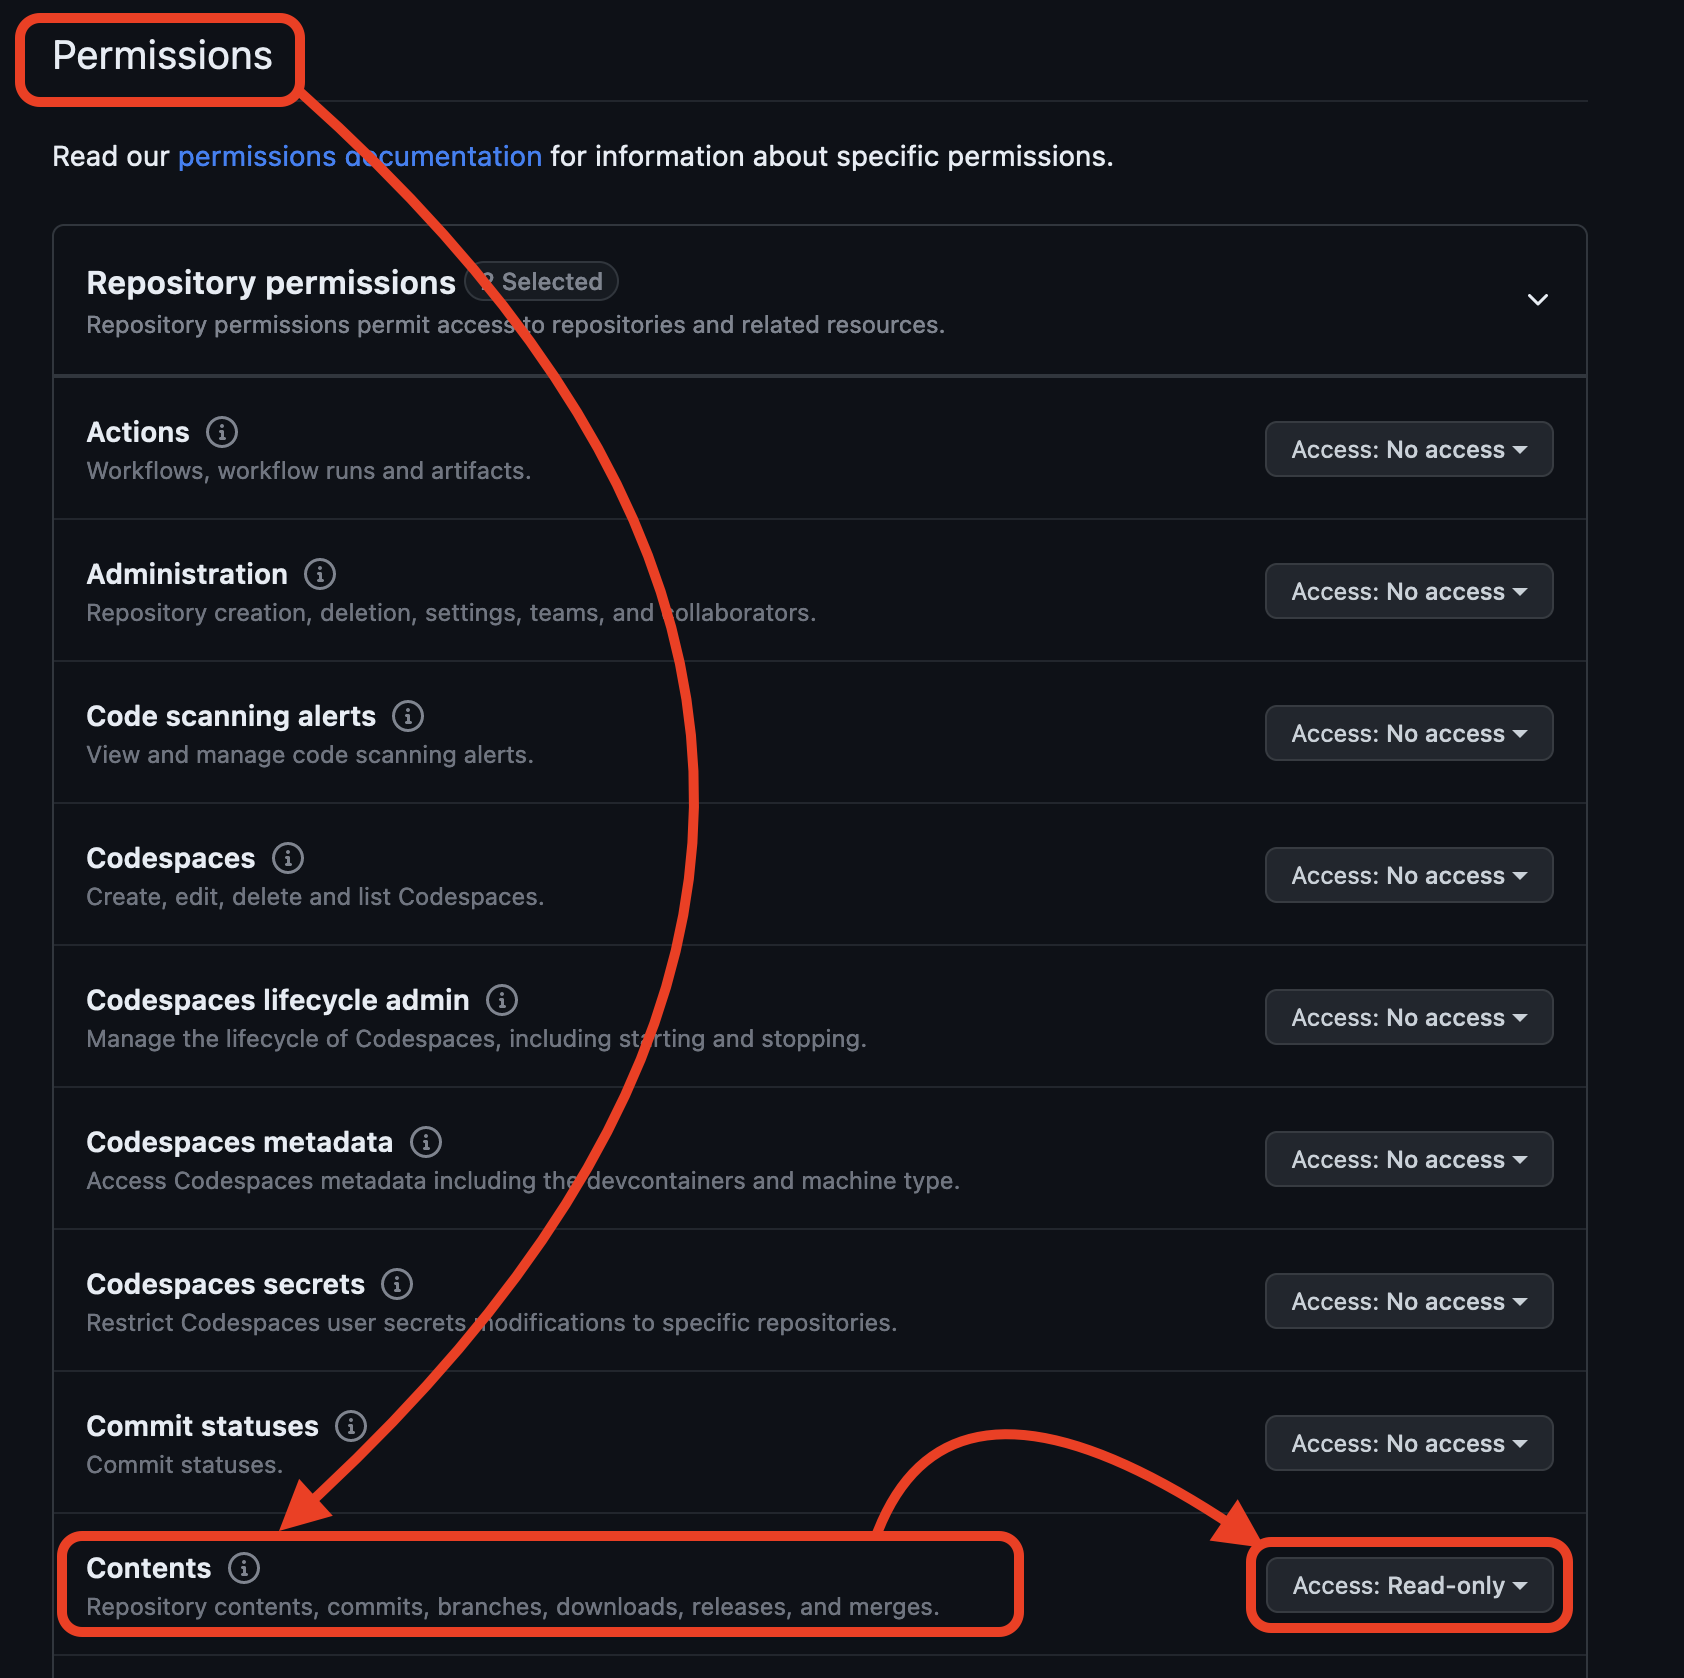 Permissions
Read our permissions documentation for information about specific permissions.
Repository permissions Selected
Repository permissions permit access to repositories and related resources.
Actions
Access: No access
Workflows, workflow runs and artifacts.
Administration
Access: No access
Repository creation, deletion, settings, teams, and collaborators.
Code scanning alerts
Access: No access
View and manage code scanning alerts.
Codespaces
Access: No access
Create, edit, delete and list Codespaces.
Codespaces lifecycle admin
Access: No access
Manage the lifecycle of Codespaces, including starting and stopping.
Codespaces metadata
Access: No access
Access Codespaces metadata including the devcontainers and machine type.
Codespaces secrets
Access: No access
Restrict Codespaces user secrets modifications to specific repositories.
Commit statuses
Access: No access
Commit statuses.
Contents
Access: Read-only
Repository contents, commits, branches, downloads, releases, and merges.